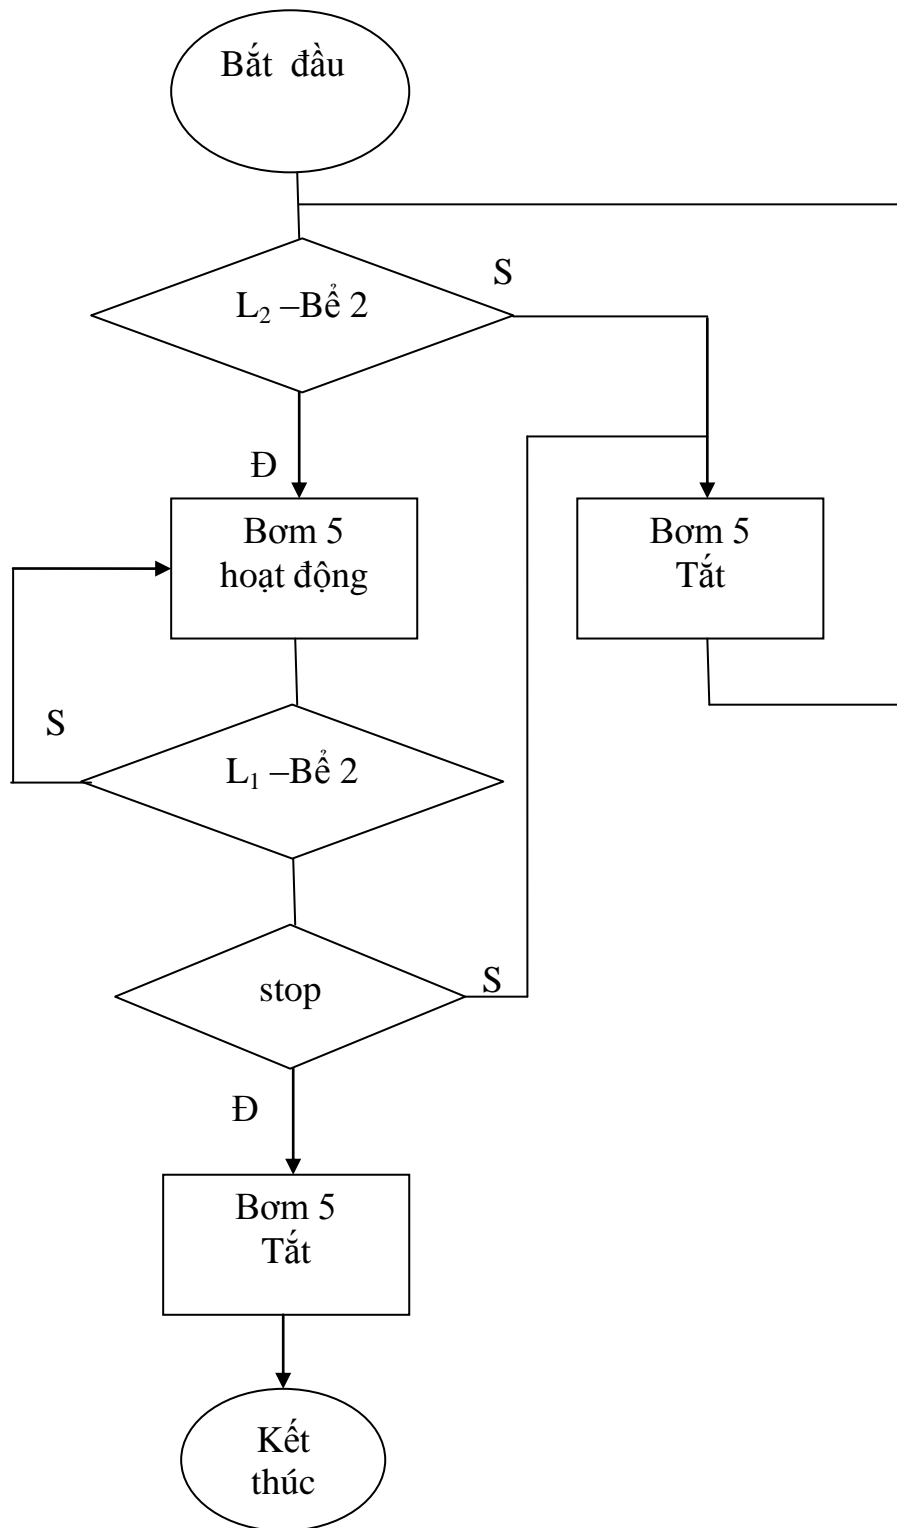 Bắt đầu
S
L₂ –Bể 2
Đ
Bơm 5
hoạt động
Bơm 5
Tắt
S
L₁ –Bể 2
stop
S
Đ
Bơm 5
Tắt
Kết
thúc